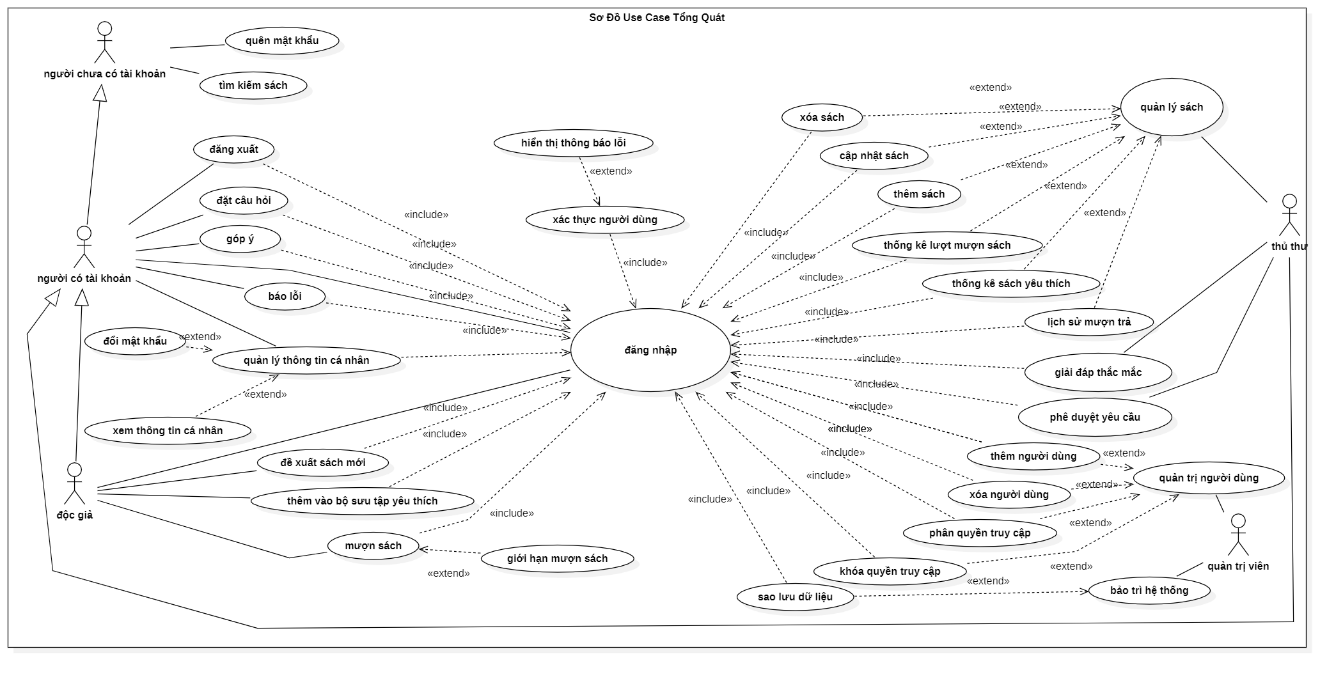 Sơ Đồ Use Case Tổng Quát
người chưa có tài khoản
quên mật khẩu
tìm kiếm sách
đăng xuất
đặt câu hỏi
góp ý
người có tài khoản
báo lỗi
đổi mật khẩu
«extend»
quản lý thông tin cá nhân
«extend»
xem thông tin cá nhân
độc giả
đề xuất sách mới
thêm vào bộ sưu tập yêu thích
mượn sách
giới hạn mượn sách
«extend»
«include»
«include»
«include»
«include»
«include»
«include»
«include»
«include»
hiển thị thông báo lỗi
«extend»
xác thực người dùng
«include»
đăng nhập
xóa sách
cập nhật sách
thêm sách
thống kê lượt mượn sách
thống kê sách yêu thích
lịch sử mượn trả
giải đáp thắc mắc
phê duyệt yêu cầu
thêm người dùng
xóa người dùng
phân quyền truy cập
khóa quyền truy cập
sao lưu dữ liệu
«include»
«include»
«include»
«include»
«include»
«include»
«include»
«include»
«include»
«include»
«include»
«include»
«include»
«extend»
«extend»
«extend»
«extend»
«extend»
«extend»
quản lý sách
thủ thư
«extend»
«extend»
«extend»
«extend»
«extend»
quản trị người dùng
quản trị viên
bảo trì hệ thống